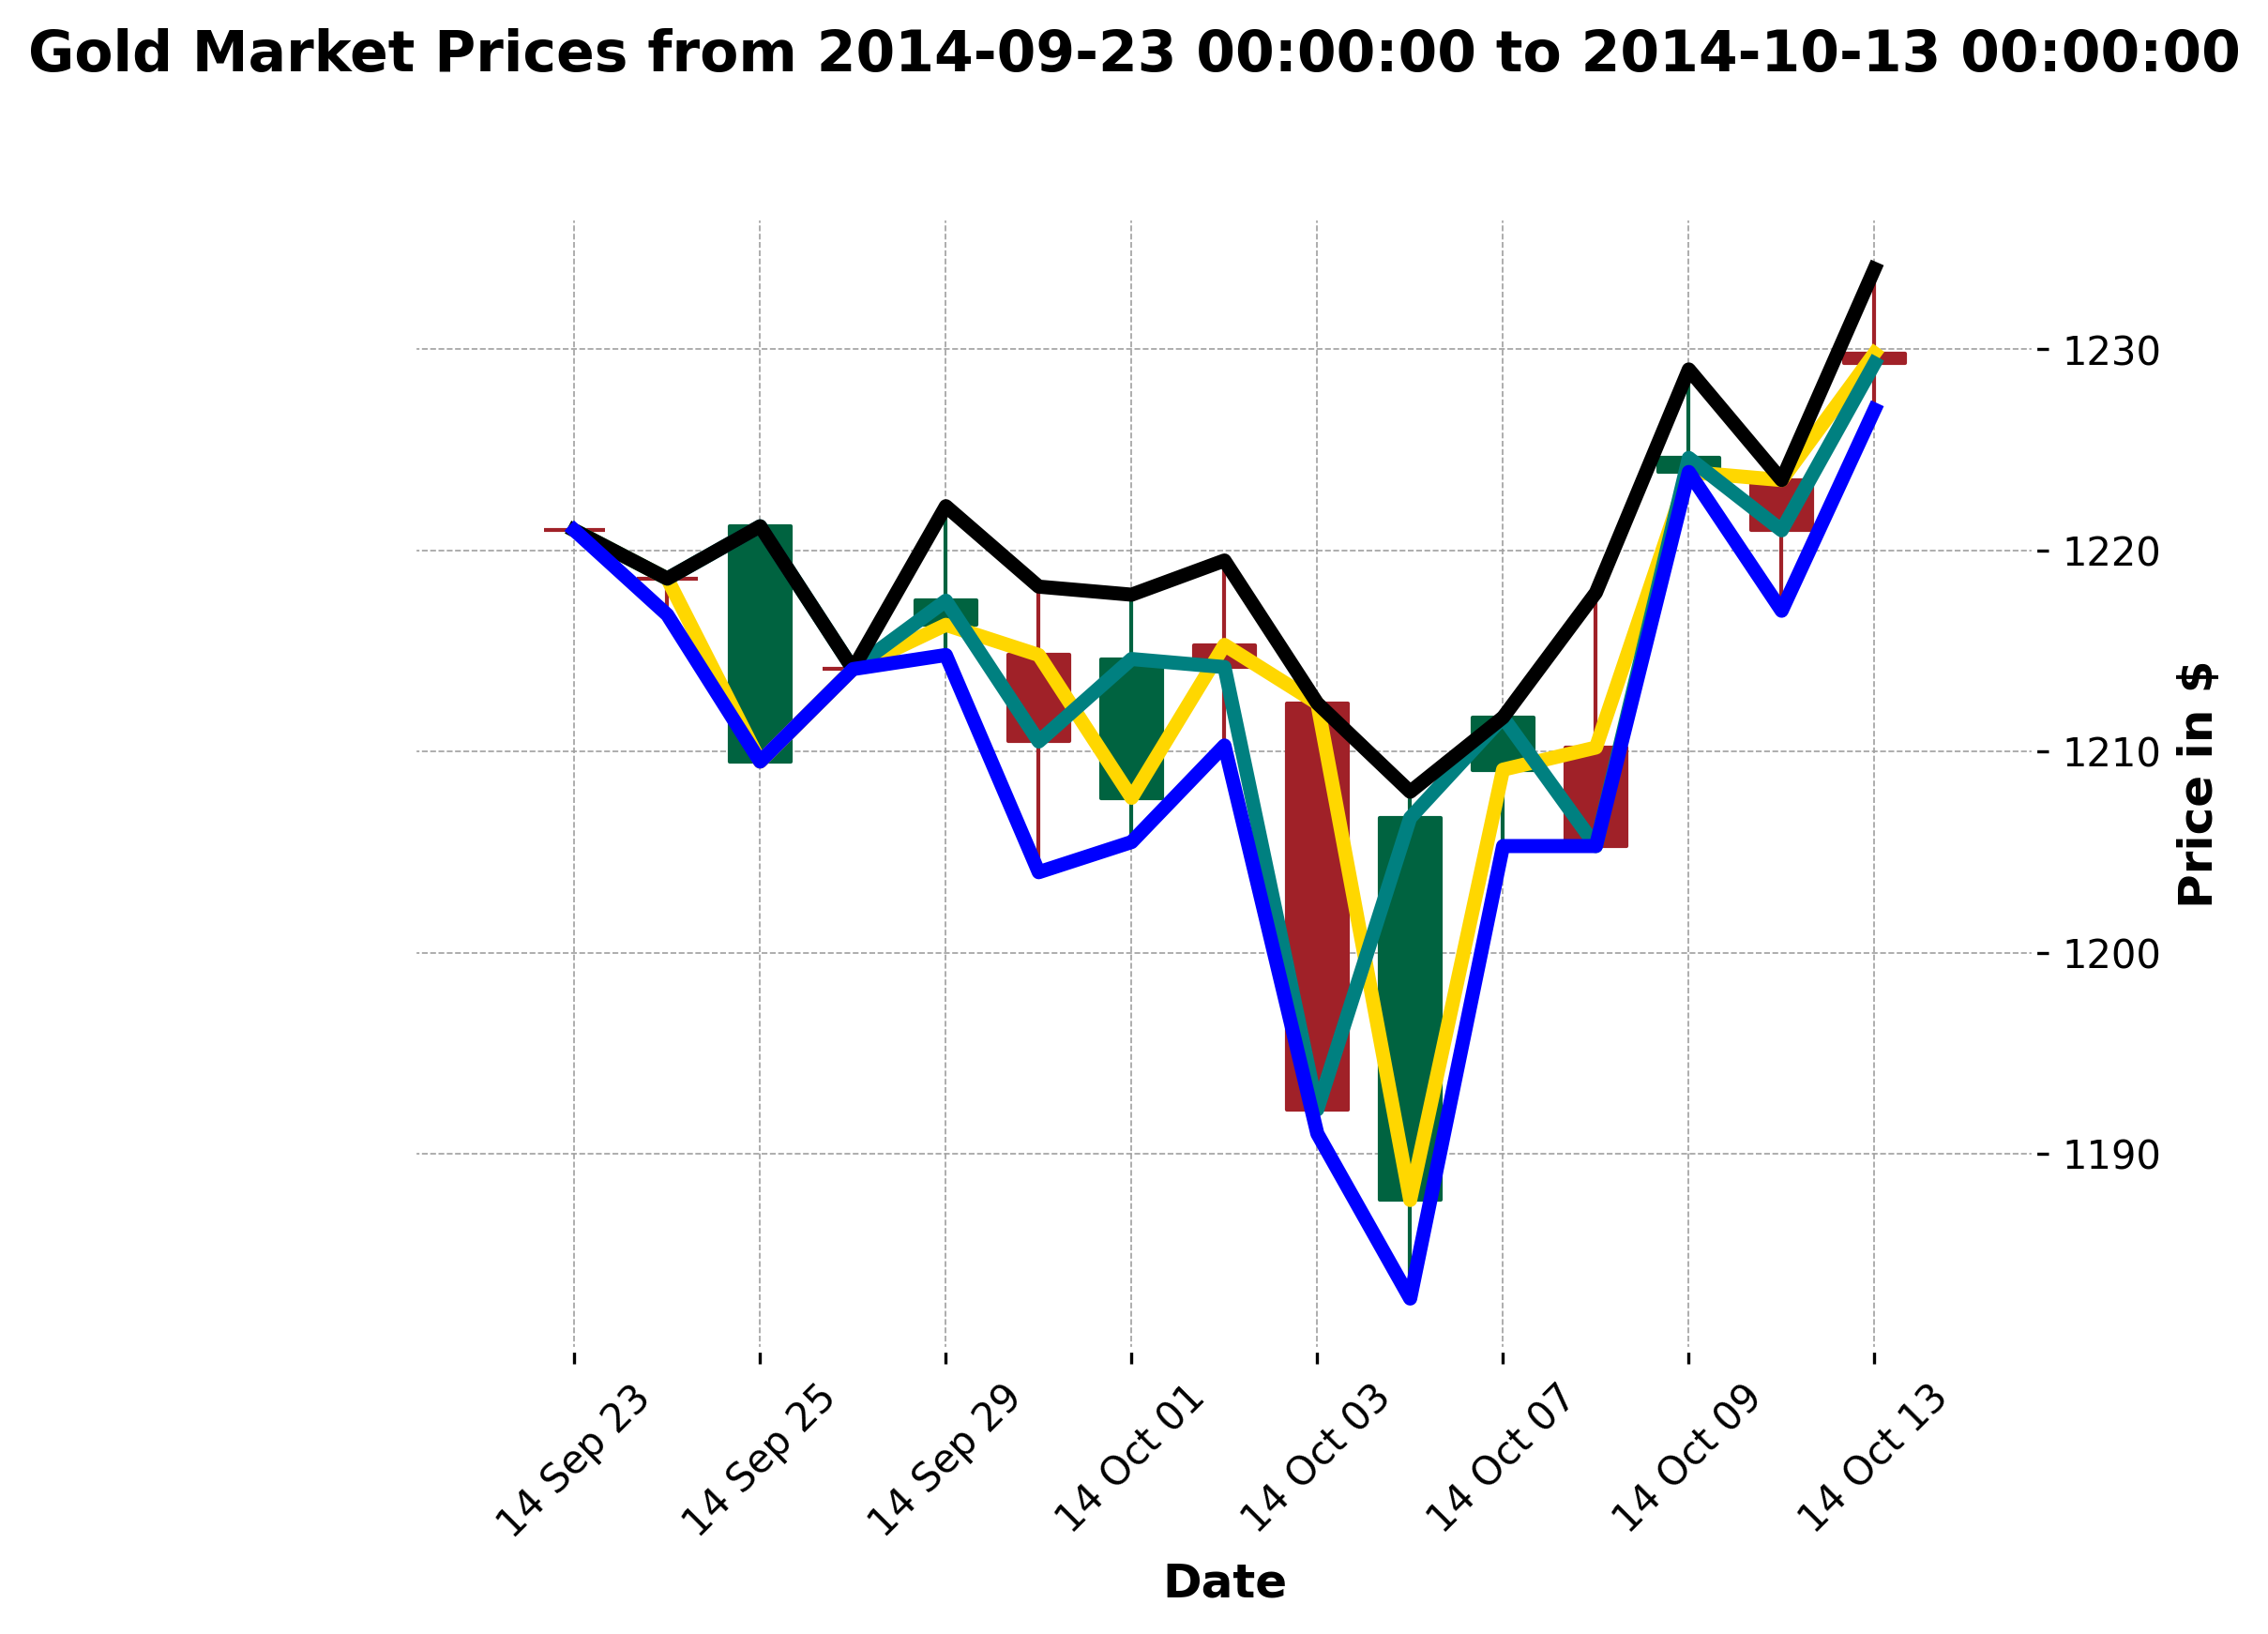 Gold Market Prices from 2014-09-23 00:00:00 to 2014-10-13 00:00:00
1230
1220
1210
1200
1190
Price in $
14 Sep 23
14 Sep 25
14 Sep 29
14 Oct 01
14 Oct 03
14 Oct 07
14 Oct 09
14 Oct 13
Date